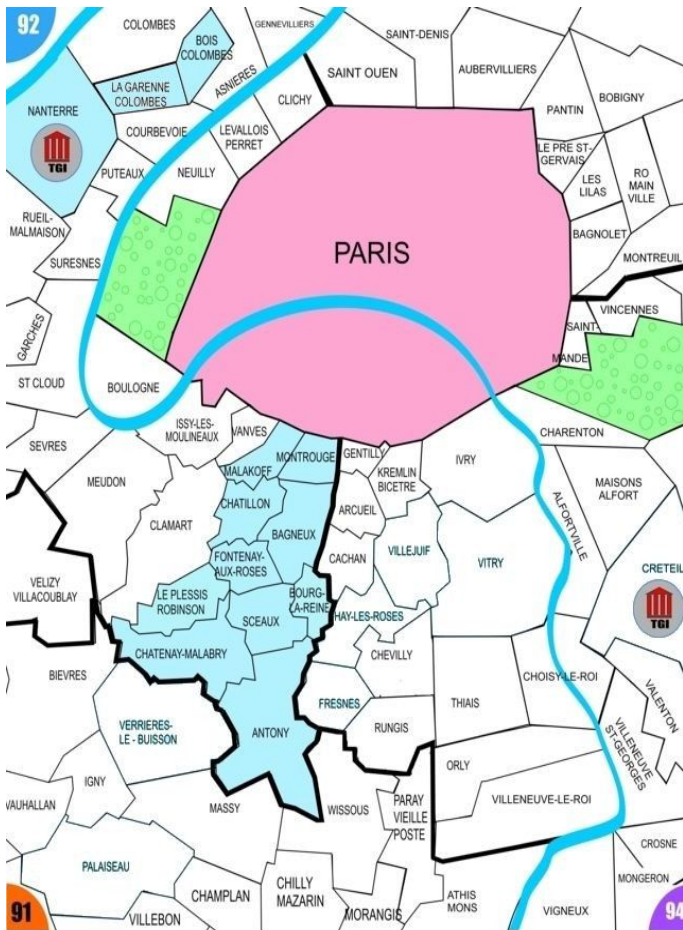 92
COLOMBES
GENNEVILLIERS
BOIS
COLOMBES
SAINT-DENIS
ASNIERES
SAINT OUEN
AUBERVILLIERS
LA GARENNE
COLOMBES
CLICHY
NANTERRE
PANTIN
BOBIGNY
COURBEVOIE
LEVALLOIS
PERRET
TGI
LE PRE ST-
GERVAIS
PUTEAUX
NEUILLY
LES
LILAS
RO
MAIN
VILLE
RUEIL-
MALMAISON
BAGNOLET
SURESNES
PARIS
MONTREUIL
VINCENNES
GARCHES
SAINT-
MANDE
ST CLOUD
BOULOGNE
ISSY-LES-
MOULINEAUX
VANVES
CHARENTON
SEVRES
MALAKOFF
MONTROUGE
GENTILLY
KREMLIN
BICETRE
IVRY
MEUDON
MAISONS
ALFORT
CHATILLON
ARCUEIL
CLAMART
BAGNEUX
ALFORTVILLE
VILLEJUIF
VITRY
CACHAN
FONTENAY-
AUX-ROSES
CRETEIL
TGI
VELIZY
VILLACOUBLAY
LE PLESSIS
ROBINSON
BOURG-
LA-REINE
HAY-LES-ROSES
SCEAUX
CHATENAY-MALABRY
CHEVILLY
BIEVRES
CHOISY-LE-ROI
VALENTON
FRESNES
THIAIS
VERRIERES-
LE - BUISSON
ANTONY
RUNGIS
VILLENEUVE
ST-GEORGES
ORLY
IGNY
VILLENEUVE-LE-ROI
VAUHALLAN
MASSY
WISSOUS
PARAY
VIEILLE
POSTE
CROSNE
PALAISEAU
MONGERON
CHILLY
MAZARIN
CHAMPLAN
ATHIS
MONS
91
VILLEBON
MORANGIS
VIGNEUX
94